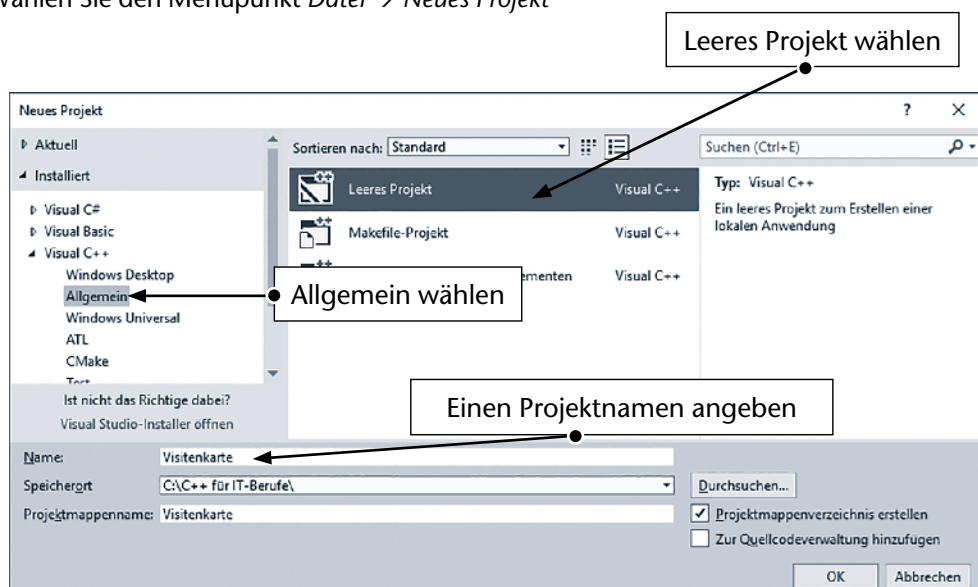 Wählen Sie den Menüpunkt Datei → Neues Projekt
Leeres Projekt wählen
Neues Projekt
?
Aktuell
Sortieren nach: Standard
Suchen (Ctrl+E)
Installiert
Visual C#
Visual Basic
Visual C++
Windows Desktop
Allgemein
Windows Universal
ATL
CMake
Test
Ist nicht das Richtige dabei?
Visual Studio-Installer öffnen
Leeres Projekt Visual C++
Makefile-Projekt Visual C++
ementen Visual C++
Typ: Visual C++
Ein leeres Projekt zum Erstellen einer
lokalen Anwendung
Allgemein wählen
Einen Projektnamen angeben
Name: Visitenkarte
Speicherort C:\C++ für IT-Berufe\
Durchsuchen...
Projektmappenname: Visitenkarte
Projektmappenverzeichnis erstellen
Zur Quellcodeverwaltung hinzufügen
OK Abbrechen